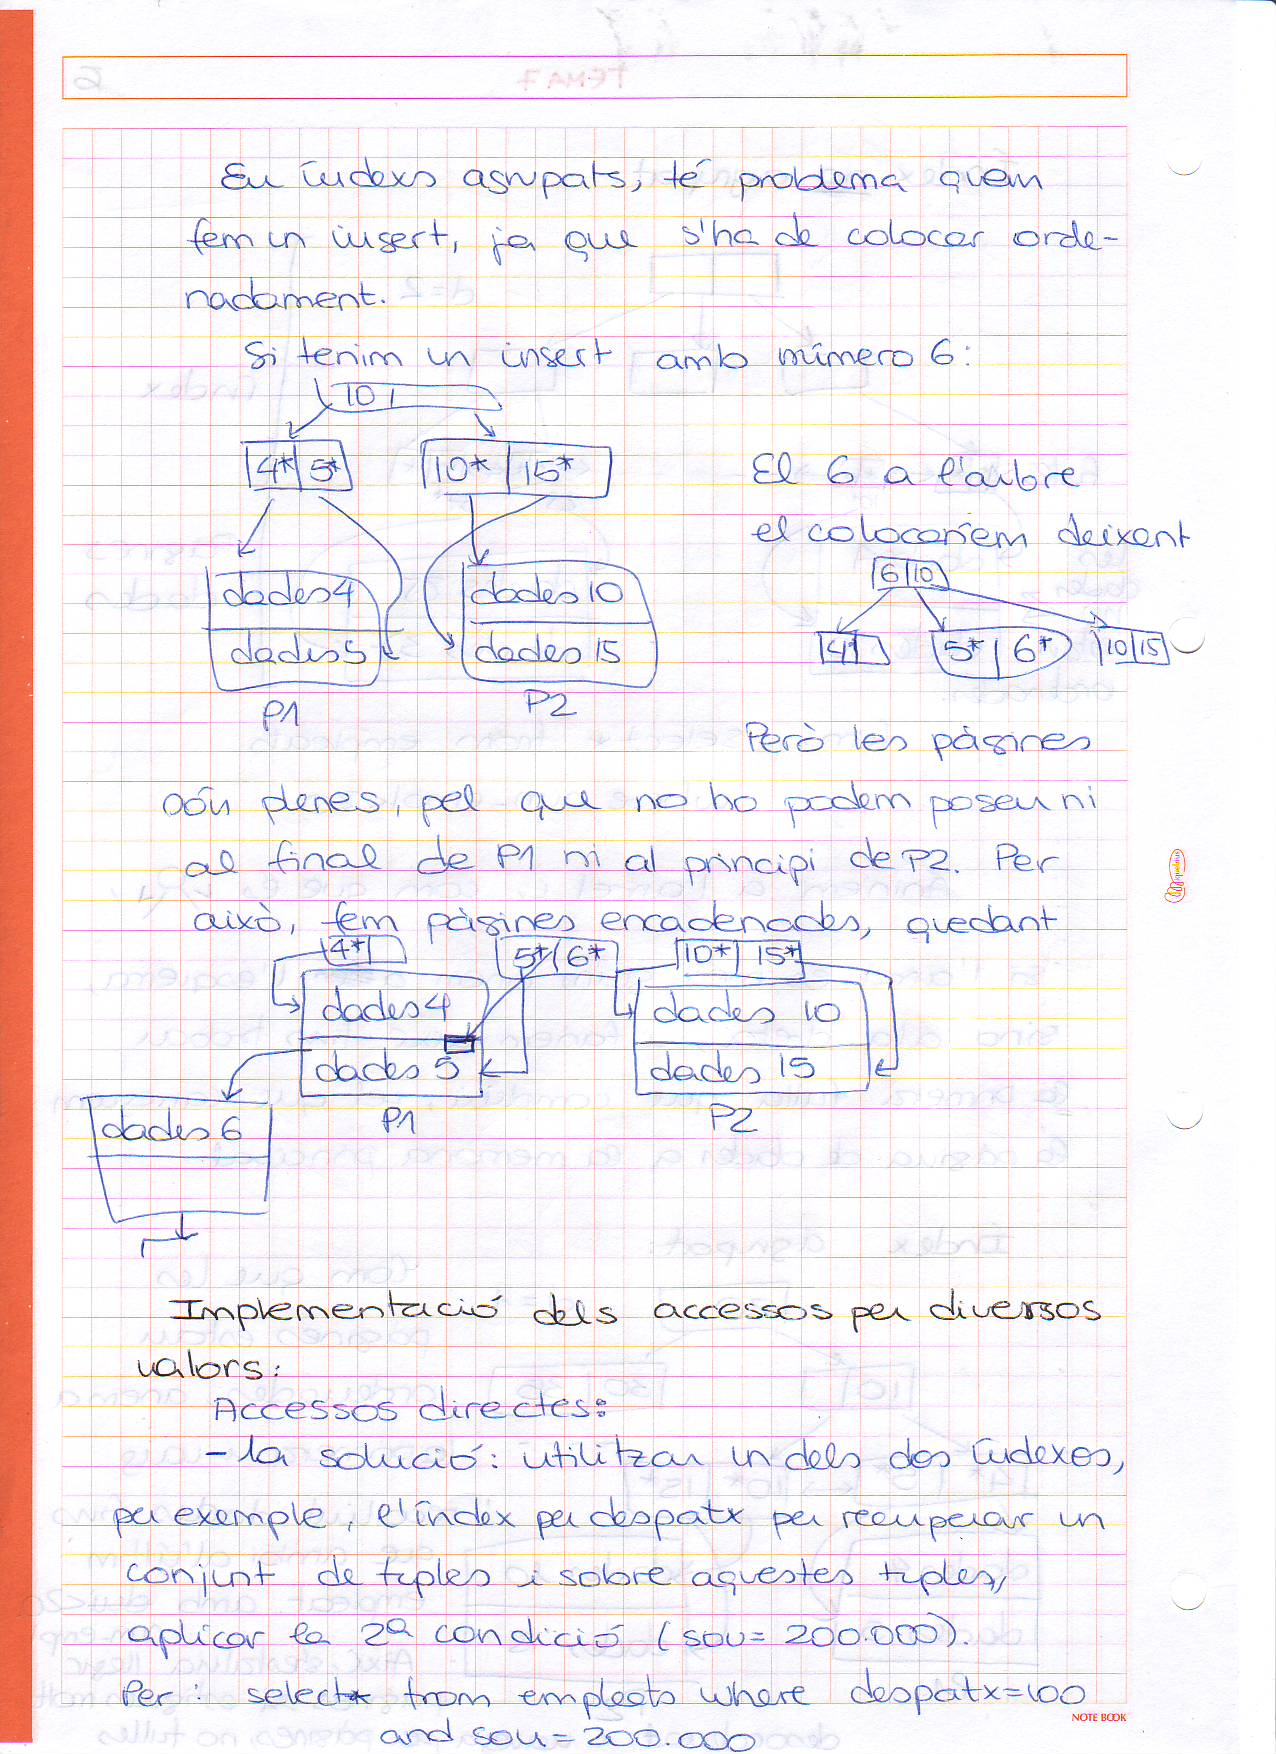 En índexs agrupats, té problema quem
fem un insert, ja que s'ha de colocar orde-
nadament.
Si tenim un insert amb número 6:
10
4* 5* 10* 15*
El 6 a l'arbre
el colocaríem deixant
6 10
4* 5* 6* 10 15
dades 4
dades 5
P1
dades 10
dades 15
P2
Però les pàgines
són plenes, pel que no ho podem poser ni
al final de P1 ni al principi de P2. Per
això, fem pàgines encadenades, quedant
4* 5* 6* 10* 15*
dades 4
dades 5
P1
dades 10
dades 15
P2
dades 6
Implementació dels accessos per diversos
valors:
Accessos directes:
- 1a solució: utilitzar un dels dos índexes,
per exemple, l'índex per despatx per recuperar un
conjunt de tuples i sobre aquestes tuples,
aplicar la 2ª condició (sou = 200.000).
Per: select * from empleats where despatx=100
and sou = 200.000
NOTE BOOK